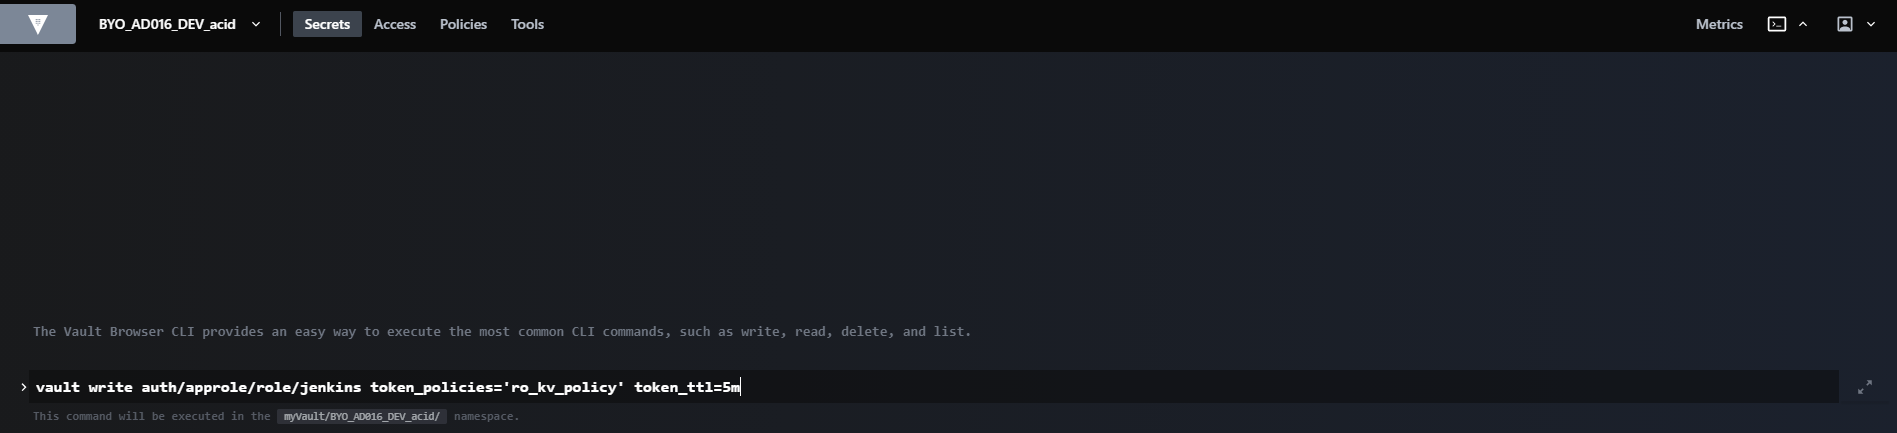 BYO_AD016_DEV_acid Secrets Access Policies Tools Metrics
The Vault Browser CLI provides an easy way to execute the most common CLI commands, such as write, read, delete, and list.
> vault write auth/approle/role/jenkins token_policies='ro_kv_policy' token_ttl=5m
This command will be executed in the myVault/BYO_AD016_DEV_acid/ namespace.